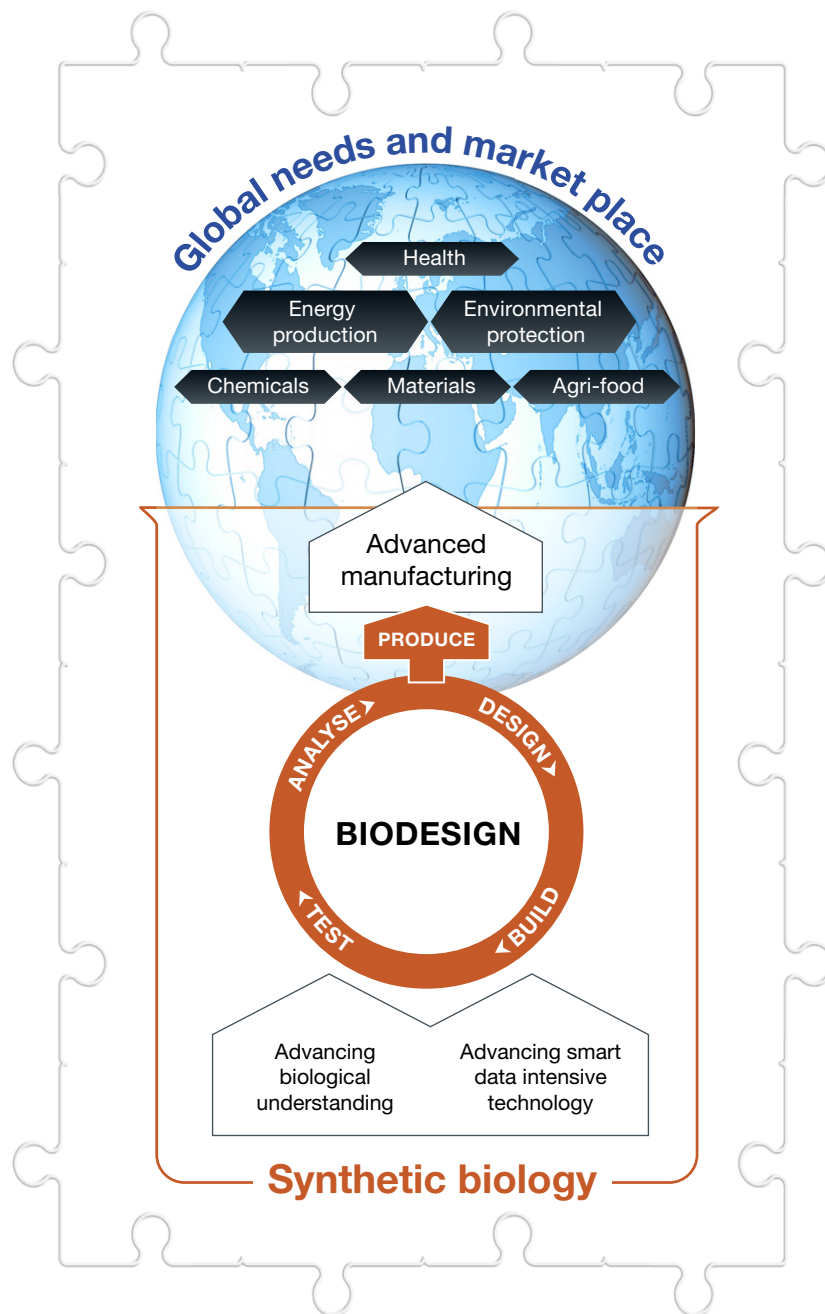 Global needs and market place
Health
Energy
production
Environmental
protection
Chemicals
Materials
Agri-food
Advanced
manufacturing
PRODUCE
ANALYSE
DESIGN
BIODESIGN
TEST
BUILD
Advancing
biological
understanding
Advancing smart
data intensive
technology
Synthetic biology